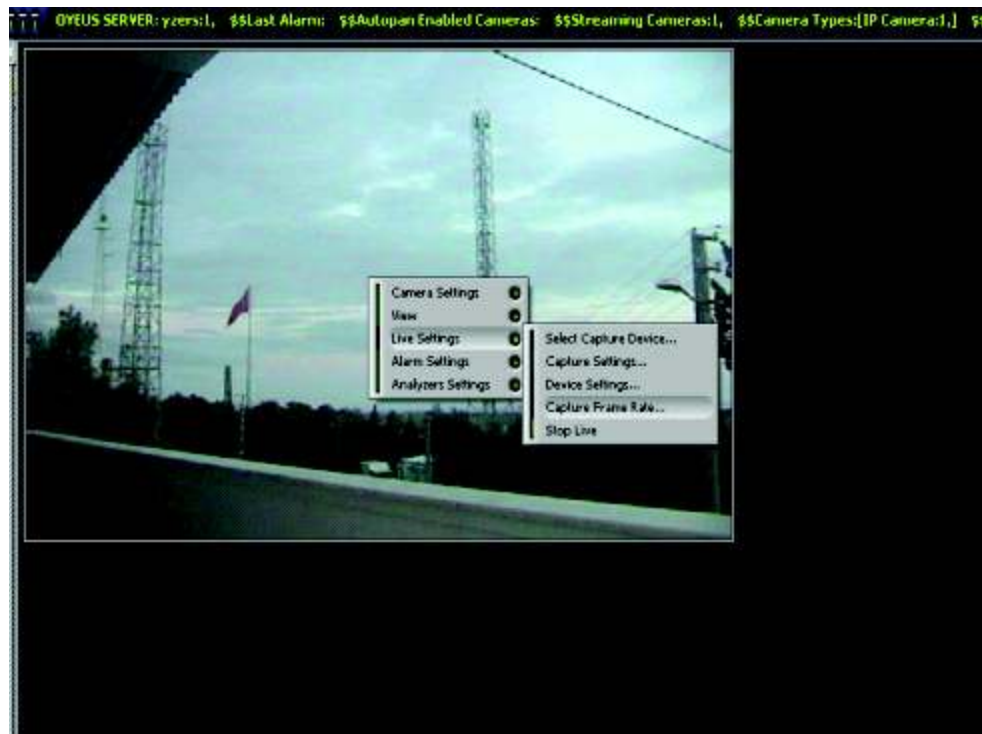 OYEUS SERVER: yzers:1, $$Last Alarm: $$Autopan Enabled Cameras: $$Streaming Cameras:1, $$Camera Types:[IP Camera:1,]
Camera Settings
View
Live Settings
Alarm Settings
Analyzers Settings
Select Capture Device...
Capture Settings...
Device Settings...
Capture Frame Rate...
Stop Live